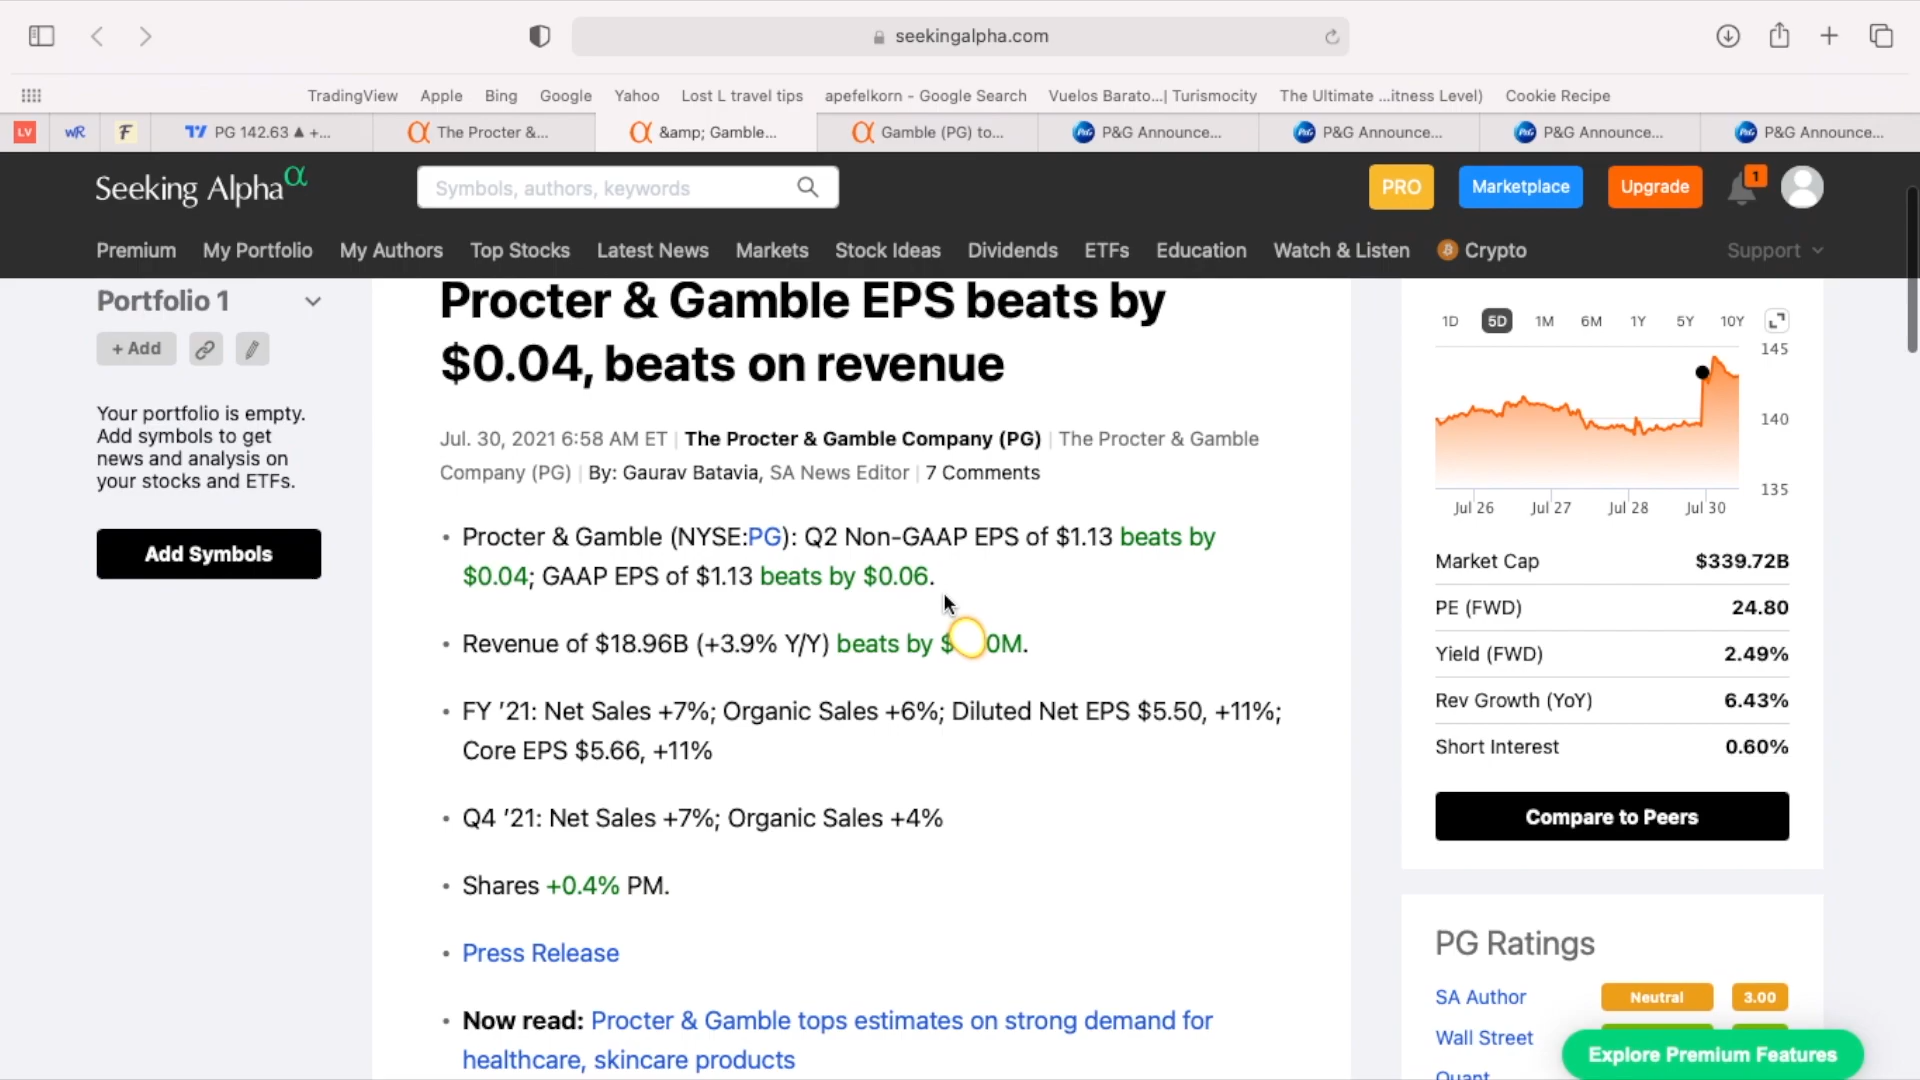 seekingalpha.com
TradingView Apple Bing Google Yahoo Lost L travel tips apefelkorn - Google Search Vuelos Barato...| Turismocity The Ultimate ...itness Level) Cookie Recipe
LV wR F PG 142.63 ▲ +... The Procter &... &amp; Gamble... Gamble (PG) to... P&G Announce... P&G Announce... P&G Announce... P&G Announce...
Seeking Alpha α Symbols, authors, keywords PRO Marketplace Upgrade 1
Premium My Portfolio My Authors Top Stocks Latest News Markets Stock Ideas Dividends ETFs Education Watch & Listen Crypto Support
Portfolio 1
+ Add
Your portfolio is empty.
Add symbols to get
news and analysis on
your stocks and ETFs.
Add Symbols
Procter & Gamble EPS beats by
$0.04, beats on revenue
Jul. 30, 2021 6:58 AM ET | The Procter & Gamble Company (PG) | The Procter & Gamble
Company (PG) | By: Gaurav Batavia, SA News Editor | 7 Comments
• Procter & Gamble (NYSE:PG): Q2 Non-GAAP EPS of $1.13 beats by
$0.04; GAAP EPS of $1.13 beats by $0.06.
• Revenue of $18.96B (+3.9% Y/Y) beats by
• FY '21: Net Sales +7%; Organic Sales +6%; Diluted Net EPS $5.50, +11%;
Core EPS $5.66, +11%
• Q4 '21: Net Sales +7%; Organic Sales +4%
• Shares +0.4% PM.
• Press Release
• Now read: Procter & Gamble tops estimates on strong demand for
healthcare, skincare products
1D 5D 1M 6M 1Y 5Y 10Y
145
140
135
Jul 26 Jul 27 Jul 28 Jul 30
Market Cap $339.72B
PE (FWD) 24.80
Yield (FWD) 2.49%
Rev Growth (YoY) 6.43%
Short Interest 0.60%
Compare to Peers
PG Ratings
SA Author Neutral 3.00
Wall Street
Explore Premium Features
Quant